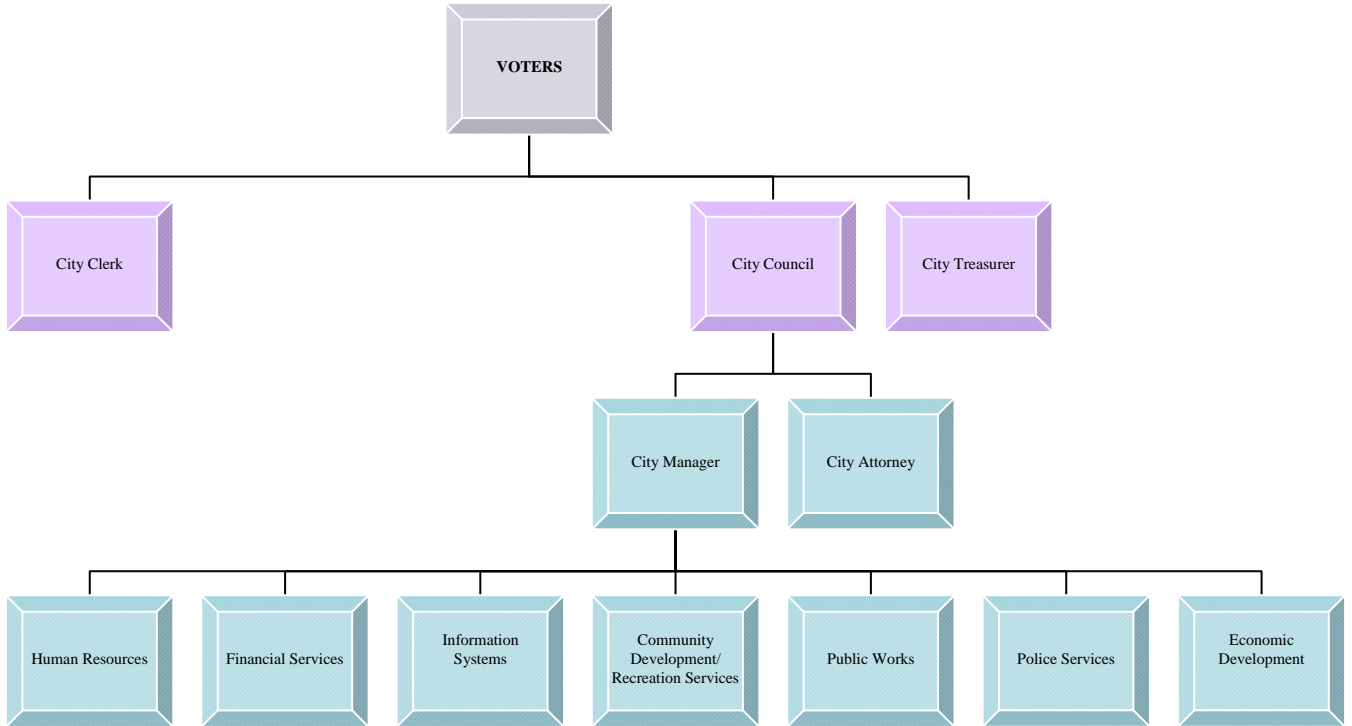 VOTERS
City Clerk
City Council
City Treasurer
City Manager
City Attorney
Human Resources
Financial Services
Information
Systems
Community
Development/
Recreation Services
Public Works
Police Services
Economic
Development